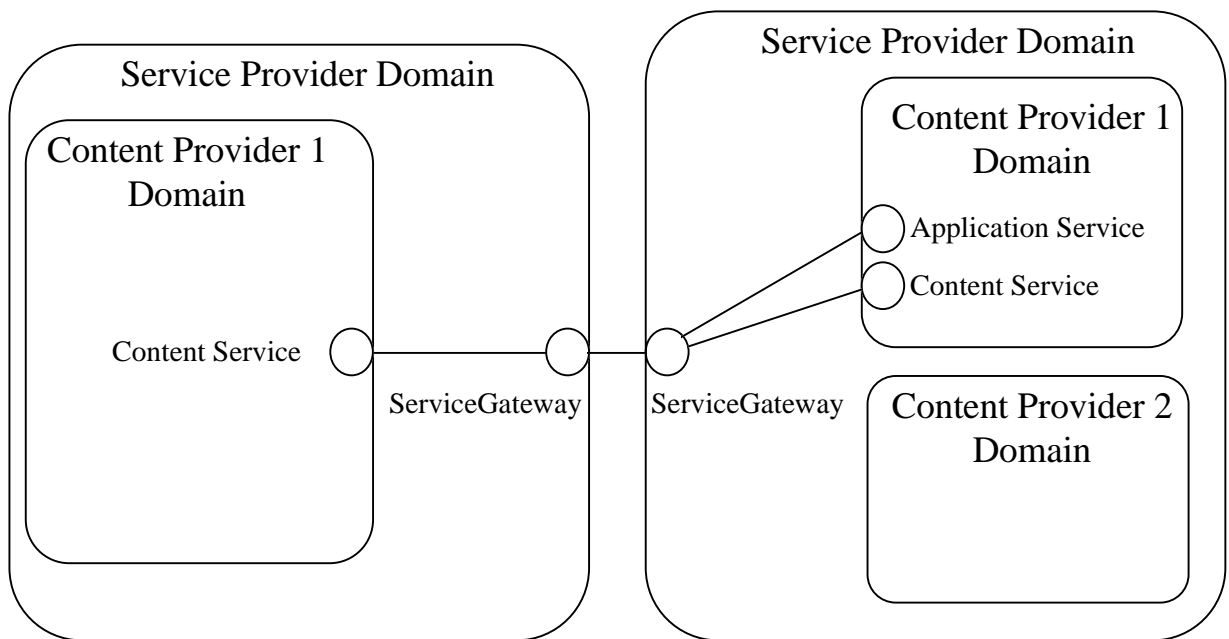 Service Provider Domain
Content Provider 1
Domain
Content Service
ServiceGateway
Service Provider Domain
Content Provider 1
Domain
Application Service
Content Service
ServiceGateway
Content Provider 2
Domain